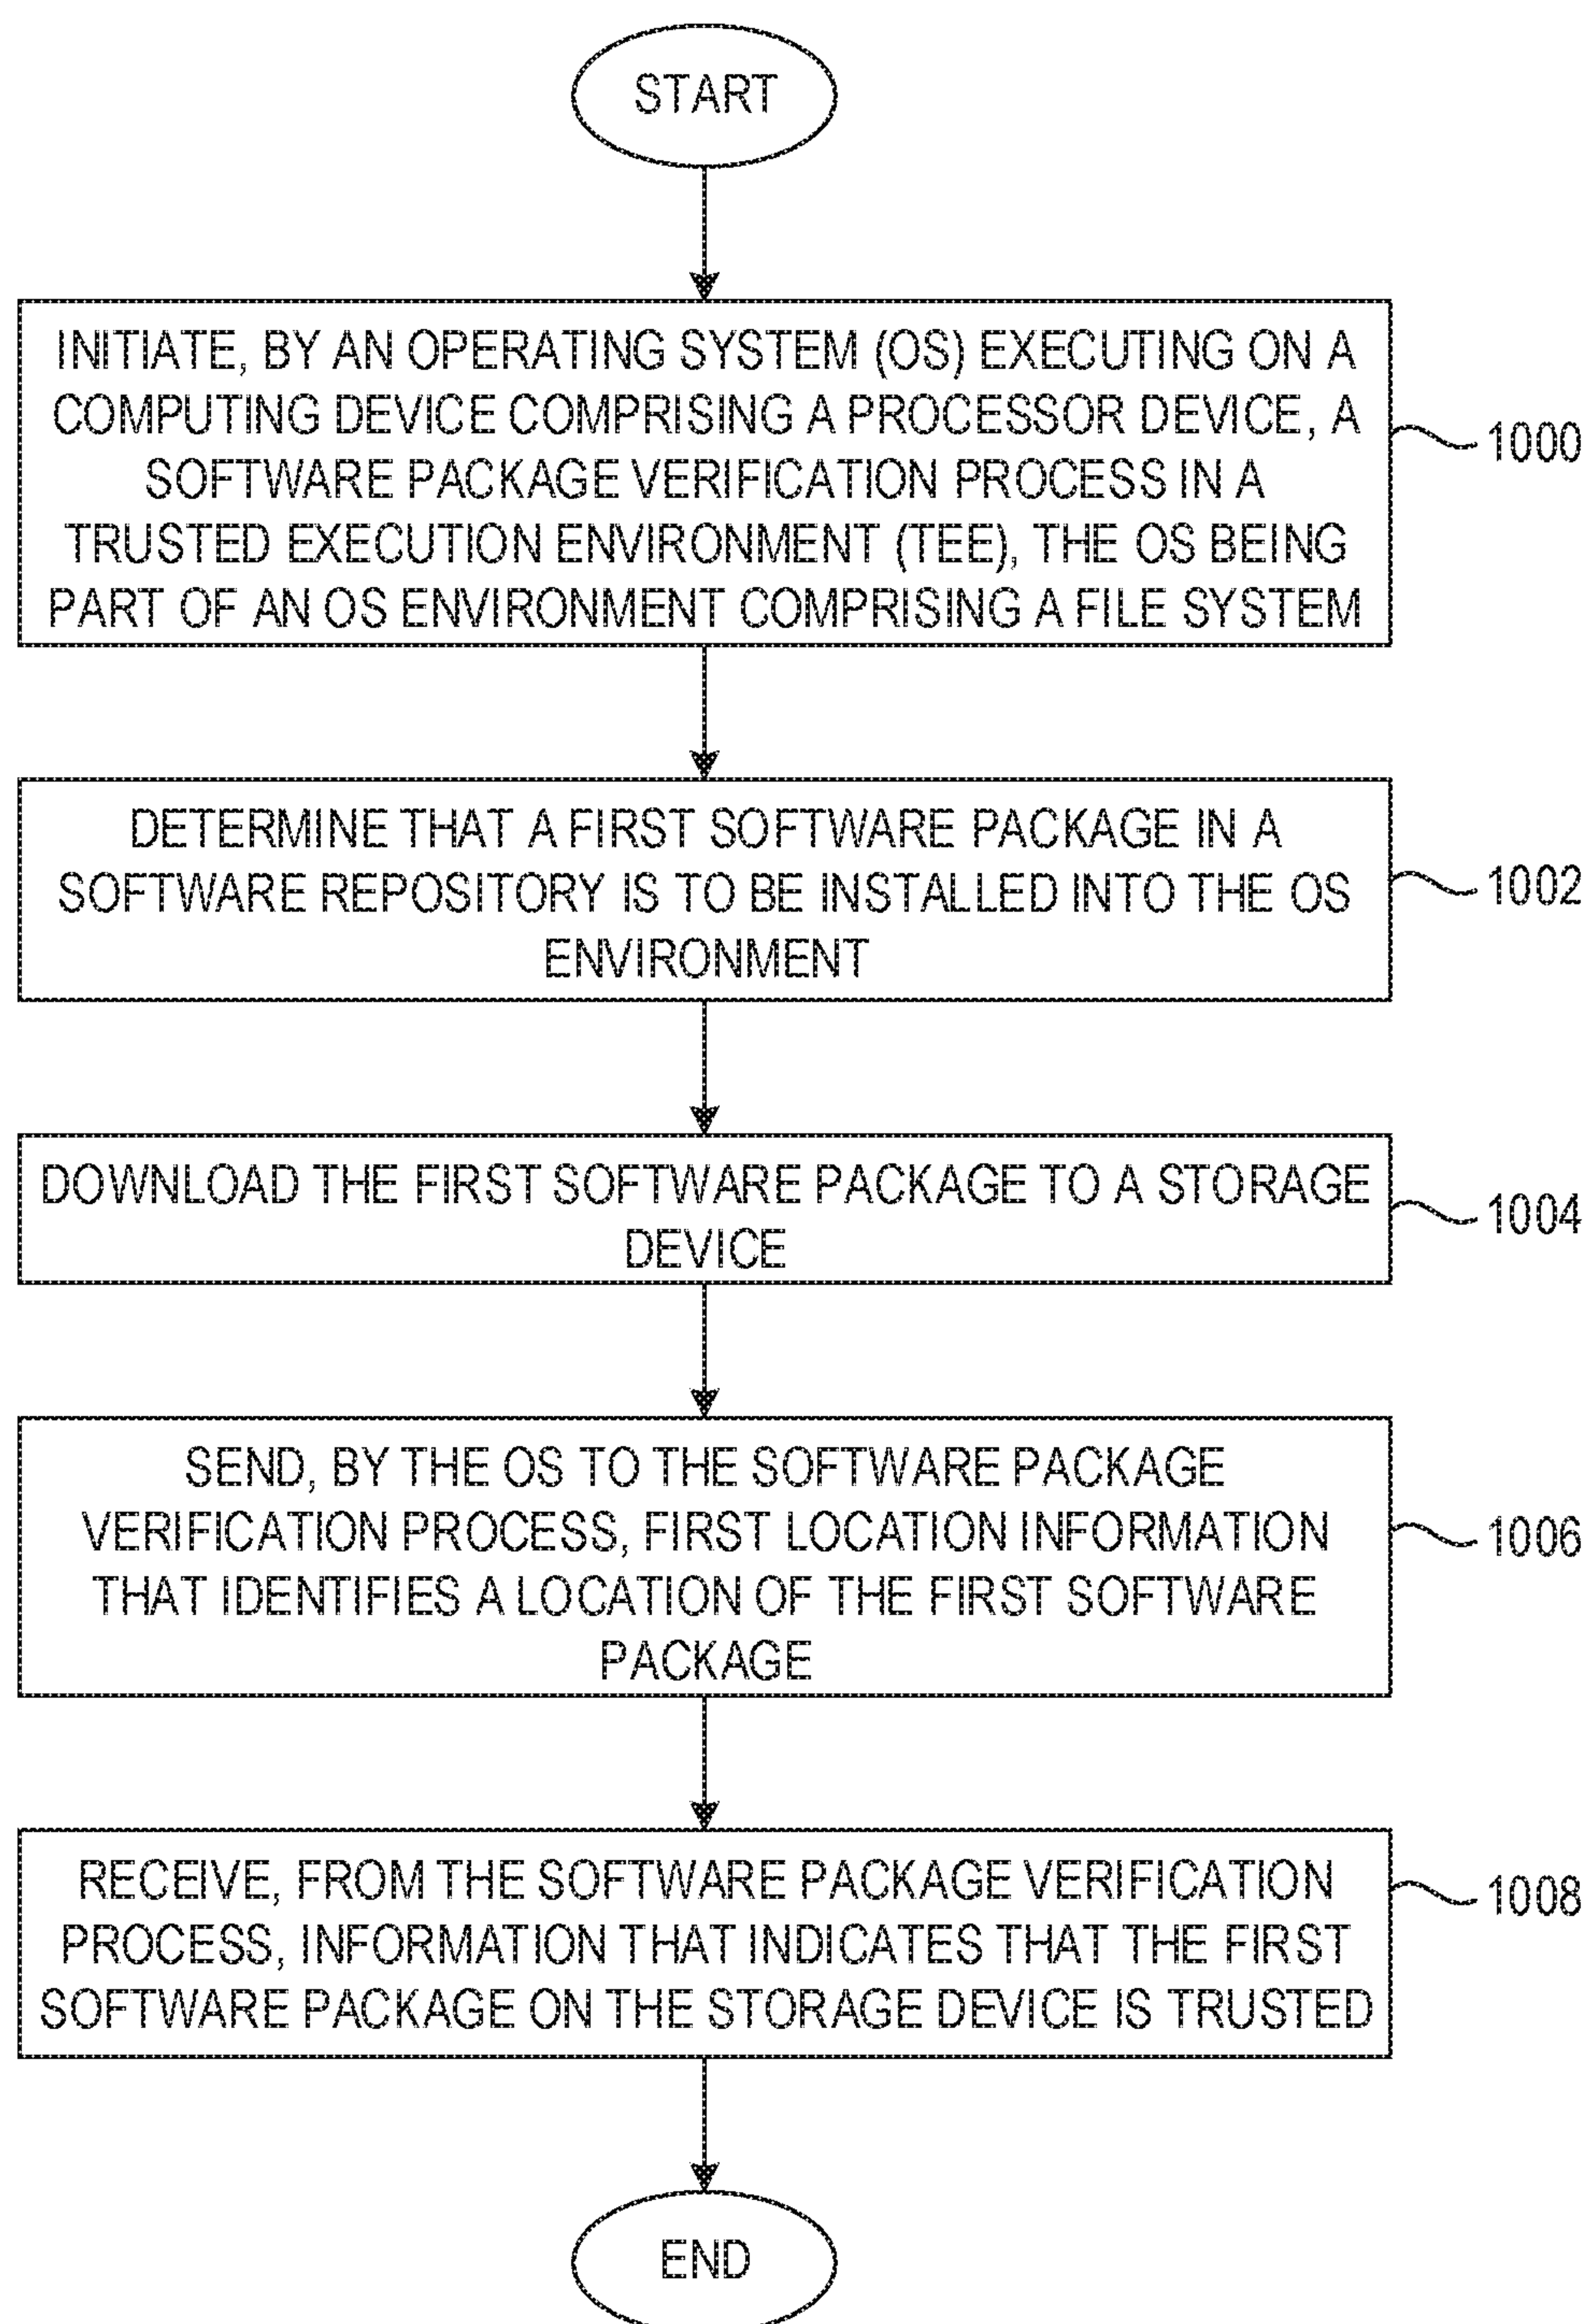 START
INITIATE, BY AN OPERATING SYSTEM (OS) EXECUTING ON A
COMPUTING DEVICE COMPRISING A PROCESSOR DEVICE, A
SOFTWARE PACKAGE VERIFICATION PROCESS IN A
TRUSTED EXECUTION ENVIRONMENT (TEE), THE OS BEING
PART OF AN OS ENVIRONMENT COMPRISING A FILE SYSTEM
1000
DETERMINE THAT A FIRST SOFTWARE PACKAGE IN A
SOFTWARE REPOSITORY IS TO BE INSTALLED INTO THE OS
ENVIRONMENT
1002
DOWNLOAD THE FIRST SOFTWARE PACKAGE TO A STORAGE
DEVICE
1004
SEND, BY THE OS TO THE SOFTWARE PACKAGE
VERIFICATION PROCESS, FIRST LOCATION INFORMATION
THAT IDENTIFIES A LOCATION OF THE FIRST SOFTWARE
PACKAGE
1006
RECEIVE, FROM THE SOFTWARE PACKAGE VERIFICATION
PROCESS, INFORMATION THAT INDICATES THAT THE FIRST
SOFTWARE PACKAGE ON THE STORAGE DEVICE IS TRUSTED
1008
END